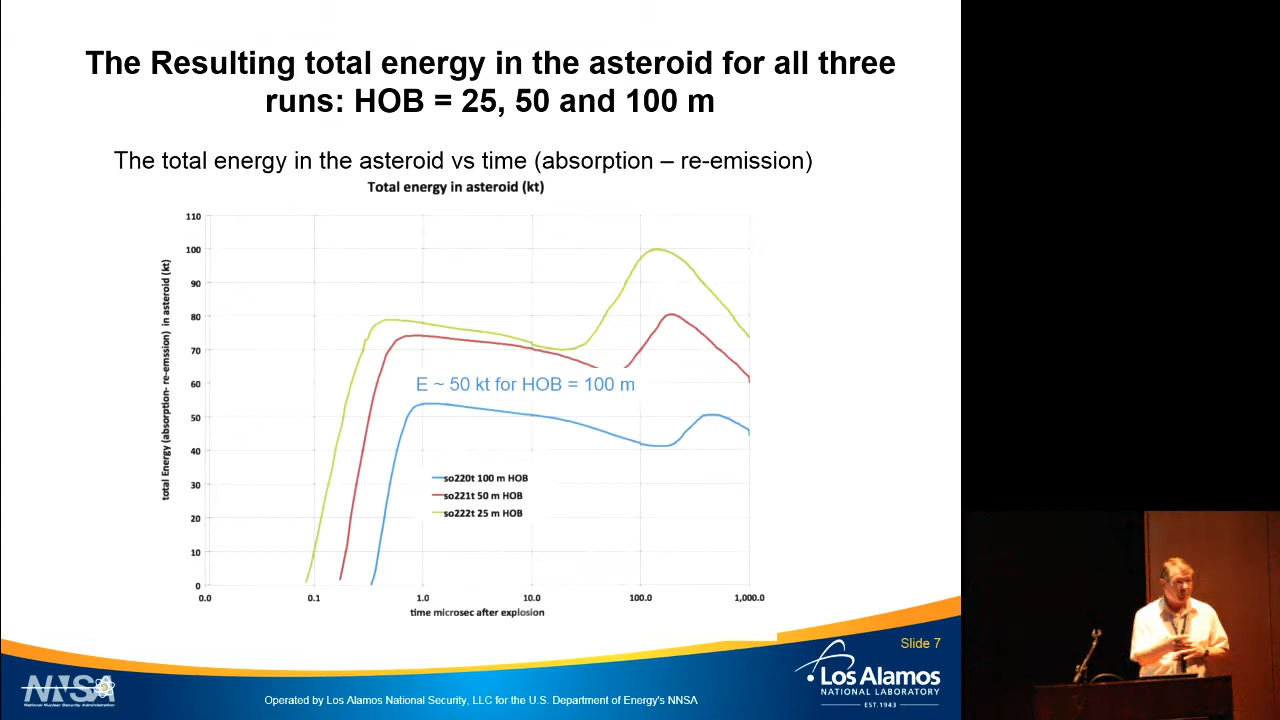 The Resulting total energy in the asteroid for all three
runs: HOB = 25, 50 and 100 m
The total energy in the asteroid vs time (absorption – re-emission)
Total energy in asteroid (kt)
total Energy (absorption- re-emssion) in asteroid (kt)
110
100
90
80
70
60
50
40
30
20
10
0
E ~ 50 kt for HOB = 100 m
so220t 100 m HOB
so221t 50 m HOB
so222t 25 m HOB
0.0 0.1 1.0 10.0 100.0 1,000.0
time microsec after explosion
Slide 7
NNSA
National Nuclear Security Administration
Operated by Los Alamos National Security, LLC for the U.S. Department of Energy's NNSA
Los Alamos
NATIONAL LABORATORY
EST.1943